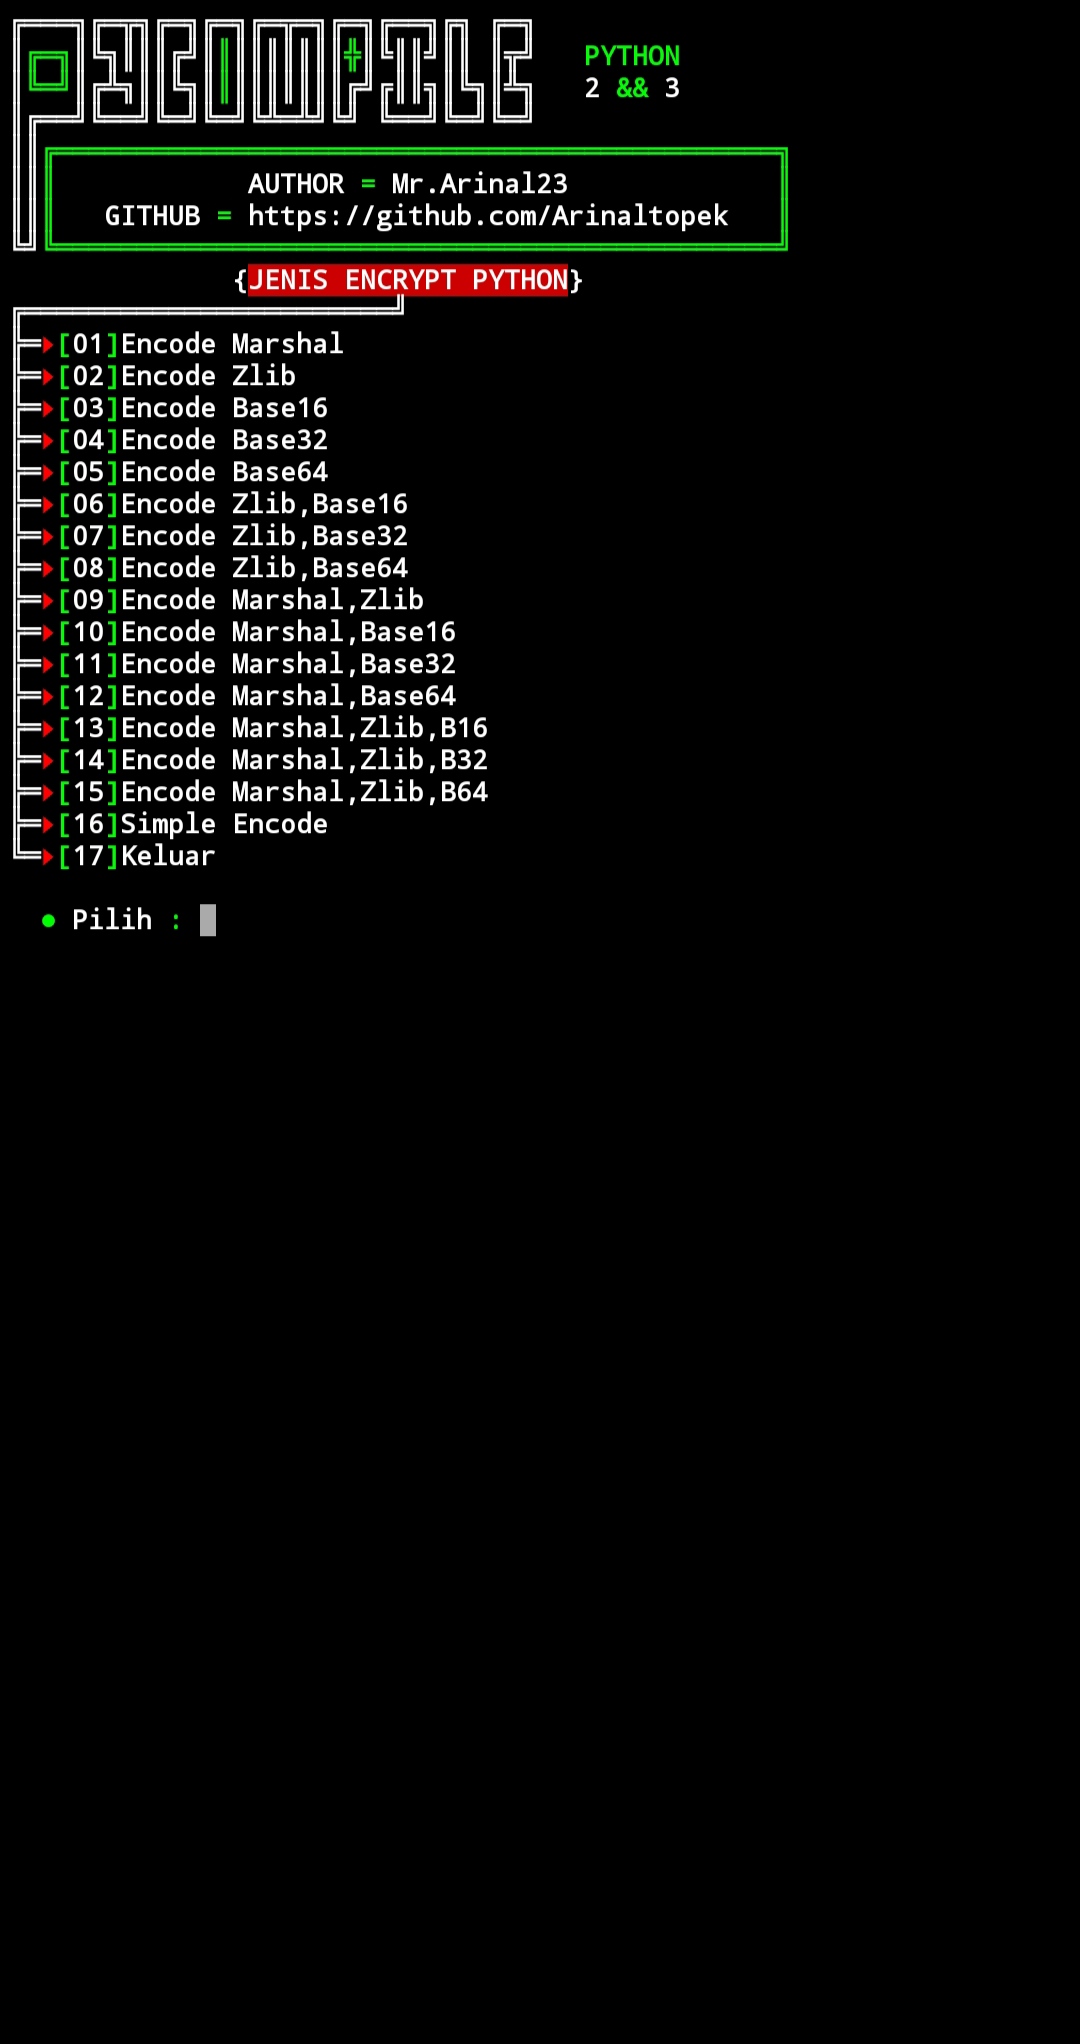 PYTHON
2 && 3
AUTHOR = Mr.Arinal23
GITHUB = https://github.com/Arinaltopek
{JENIS ENCRYPT PYTHON}
[01]Encode Marshal
[02]Encode Zlib
[03]Encode Base16
[04]Encode Base32
[05]Encode Base64
[06]Encode Zlib,Base16
[07]Encode Zlib,Base32
[08]Encode Zlib,Base64
[09]Encode Marshal,Zlib
[10]Encode Marshal,Base16
[11]Encode Marshal,Base32
[12]Encode Marshal,Base64
[13]Encode Marshal,Zlib,B16
[14]Encode Marshal,Zlib,B32
[15]Encode Marshal,Zlib,B64
[16]Simple Encode
[17]Keluar
● Pilih :